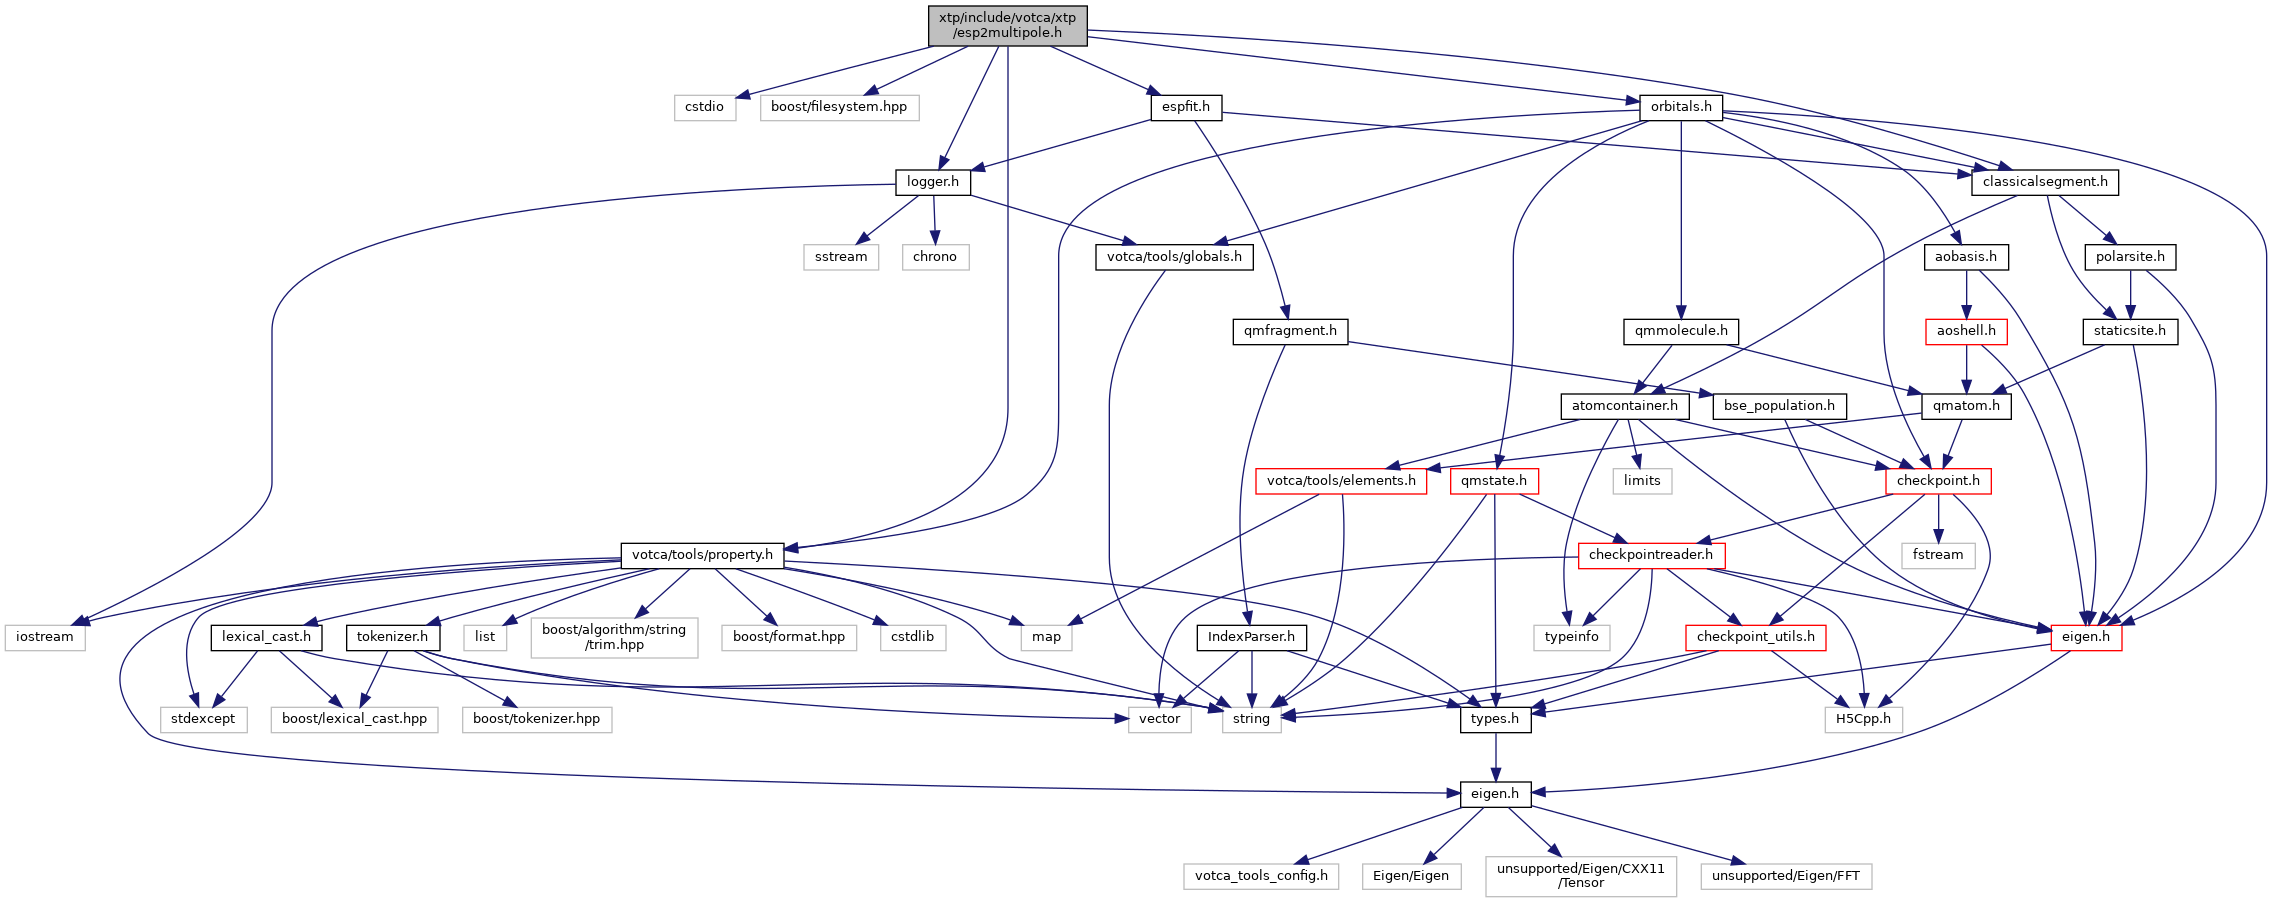 xtp/include/votca/xtp
/esp2multipole.h
cstdio
boost/filesystem.hpp
espfit.h
orbitals.h
logger.h
classicalsegment.h
sstream
chrono
votca/tools/globals.h
aobasis.h
polarsite.h
qmfragment.h
qmmolecule.h
aoshell.h
staticsite.h
atomcontainer.h
bse_population.h
qmatom.h
votca/tools/elements.h
qmstate.h
limits
checkpoint.h
votca/tools/property.h
checkpointreader.h
fstream
iostream
lexical_cast.h
tokenizer.h
list
boost/algorithm/string
/trim.hpp
boost/format.hpp
cstdlib
map
IndexParser.h
typeinfo
checkpoint_utils.h
eigen.h
stdexcept
boost/lexical_cast.hpp
boost/tokenizer.hpp
vector
string
types.h
H5Cpp.h
eigen.h
votca_tools_config.h
Eigen/Eigen
unsupported/Eigen/CXX11
/Tensor
unsupported/Eigen/FFT